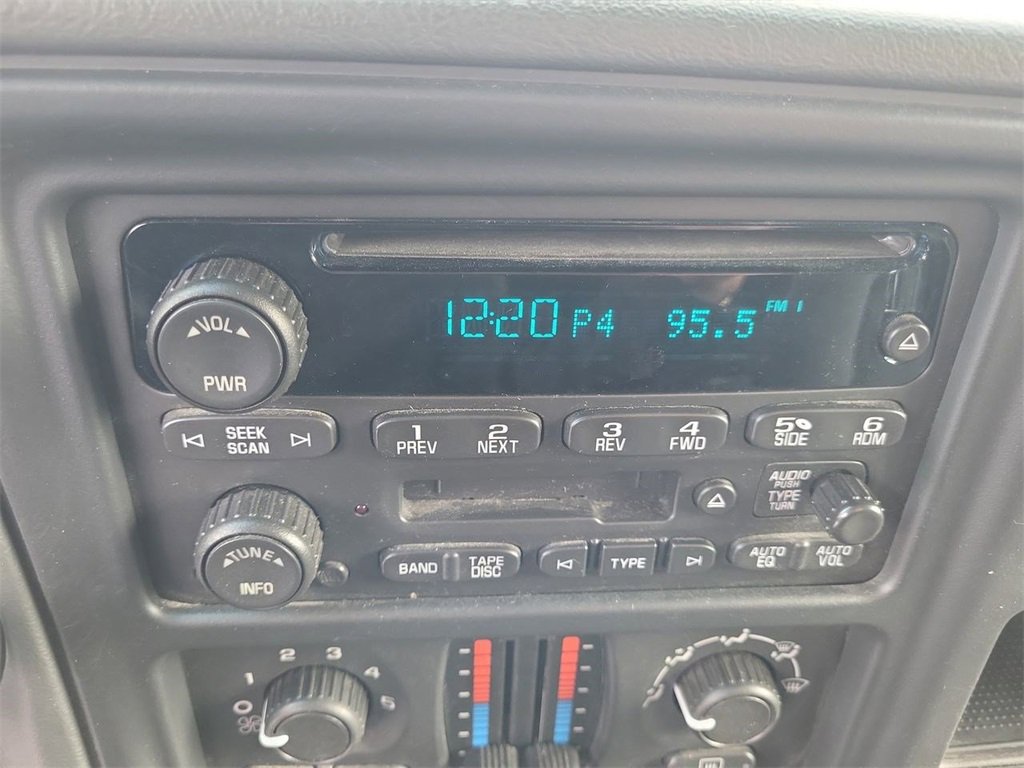 12:20 P4 95.5 FM 1
VOL
PWR
SEEK
SCAN
1
PREV
2
NEXT
3
REV
4
FWD
5
SIDE
6
RDM
AUDIO
PUSH
TYPE
TURN
TUNE
INFO
BAND
TAPE
DISC
TYPE
AUTO
EQ
AUTO
VOL
1 2 3 4 5